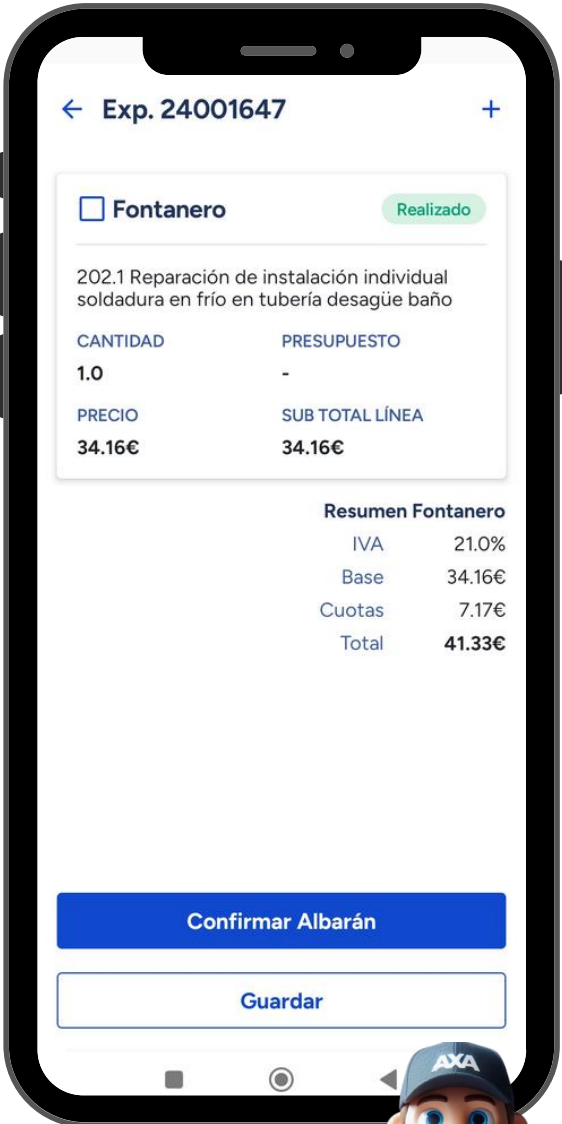 Exp. 24001647
Fontanero
Realizado
202.1 Reparación de instalación individual
soldadura en frío en tubería desagüe baño
CANTIDAD PRESUPUESTO
1.0 -
PRECIO SUB TOTAL LÍNEA
34.16€ 34.16€
Resumen Fontanero
IVA 21.0%
Base 34.16€
Cuotas 7.17€
Total 41.33€
Confirmar Albarán
Guardar
AXA